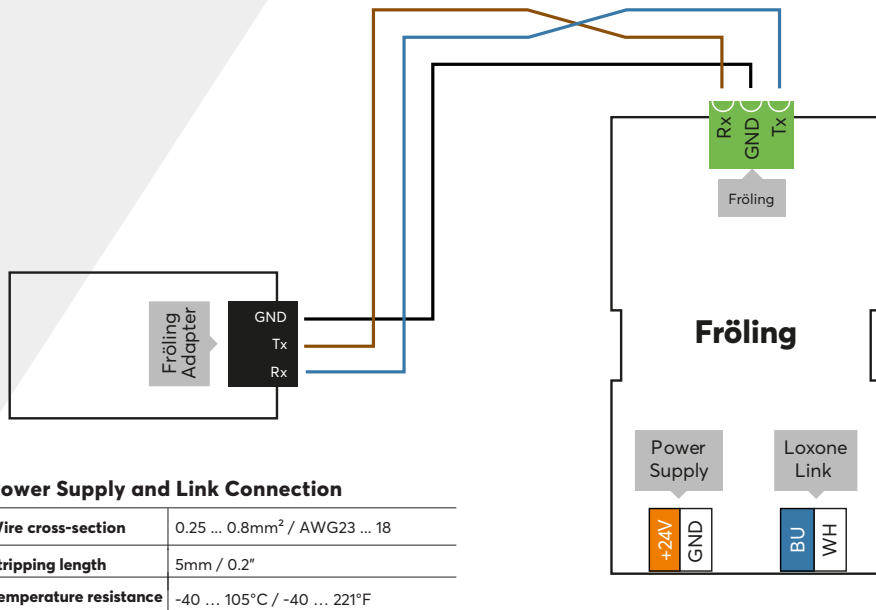 Rx
GND
Tx
Fröling
Fröling
Adapter
GND
Tx
Rx
Fröling
Power
Supply
Loxone
Link
+24V
GND
BU
WH
ower Supply and Link Connection
ire cross-section 0.25 ... 0.8mm² / AWG23 ... 18
tripping length 5mm / 0.2"
emperature resistance -40 … 105°C / -40 … 221°F